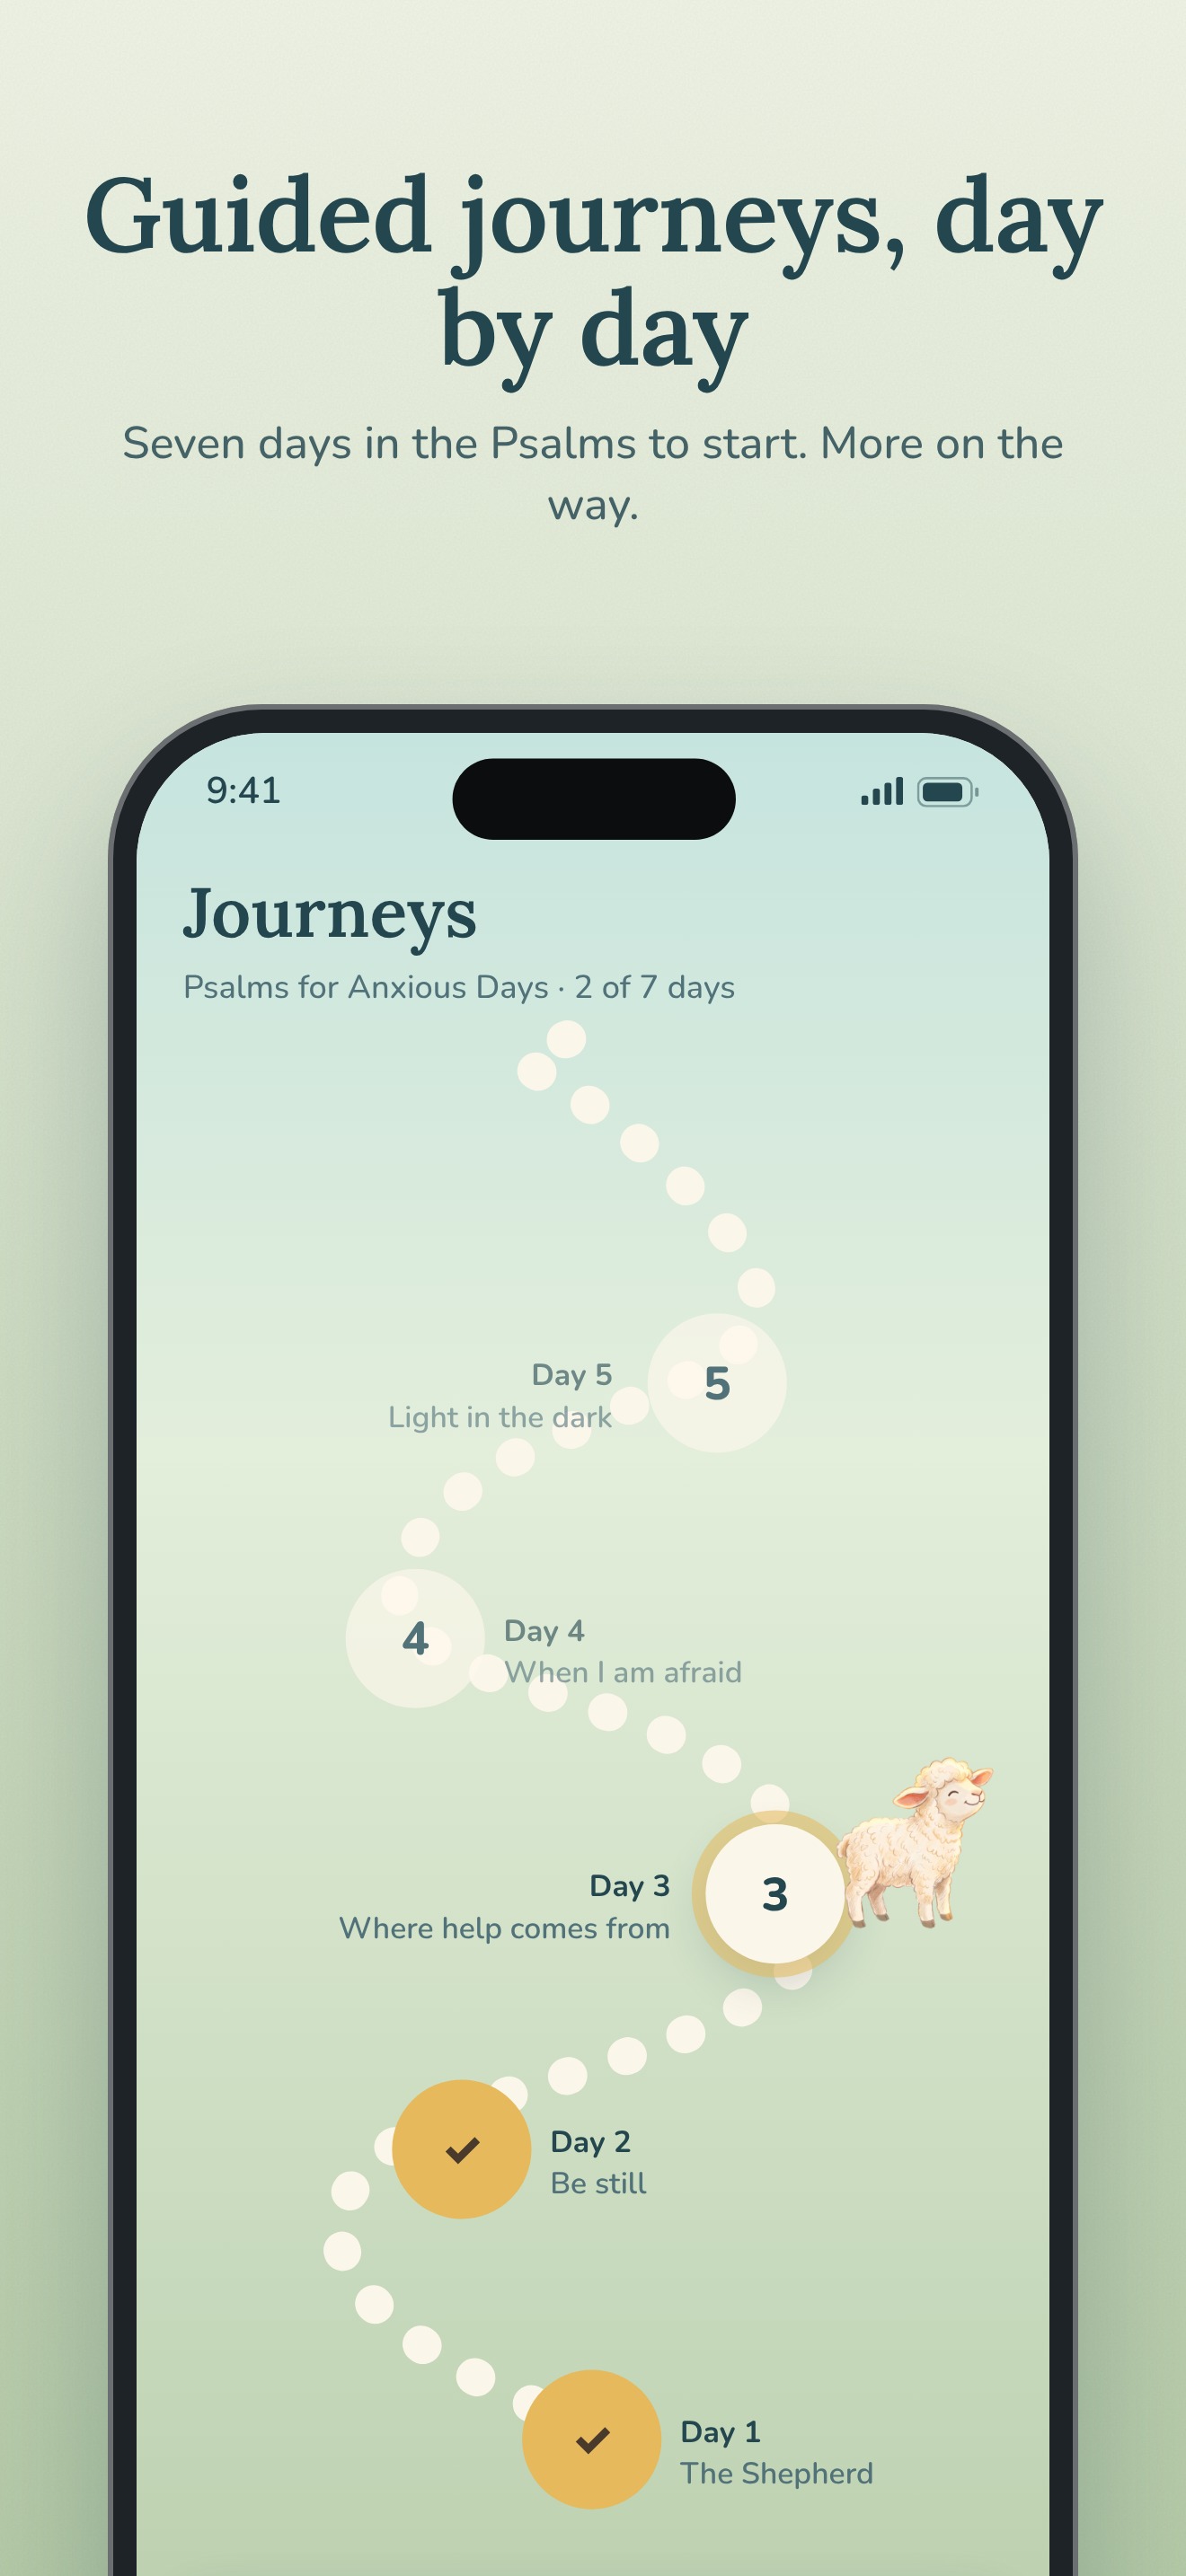 Guided journeys, day
by day
Seven days in the Psalms to start. More on the
way.
9:41
Journeys
Psalms for Anxious Days · 2 of 7 days
Day 5
Light in the dark
5
4
Day 4
When I am afraid
Day 3
Where help comes from
3
Day 2
Be still
Day 1
The Shepherd